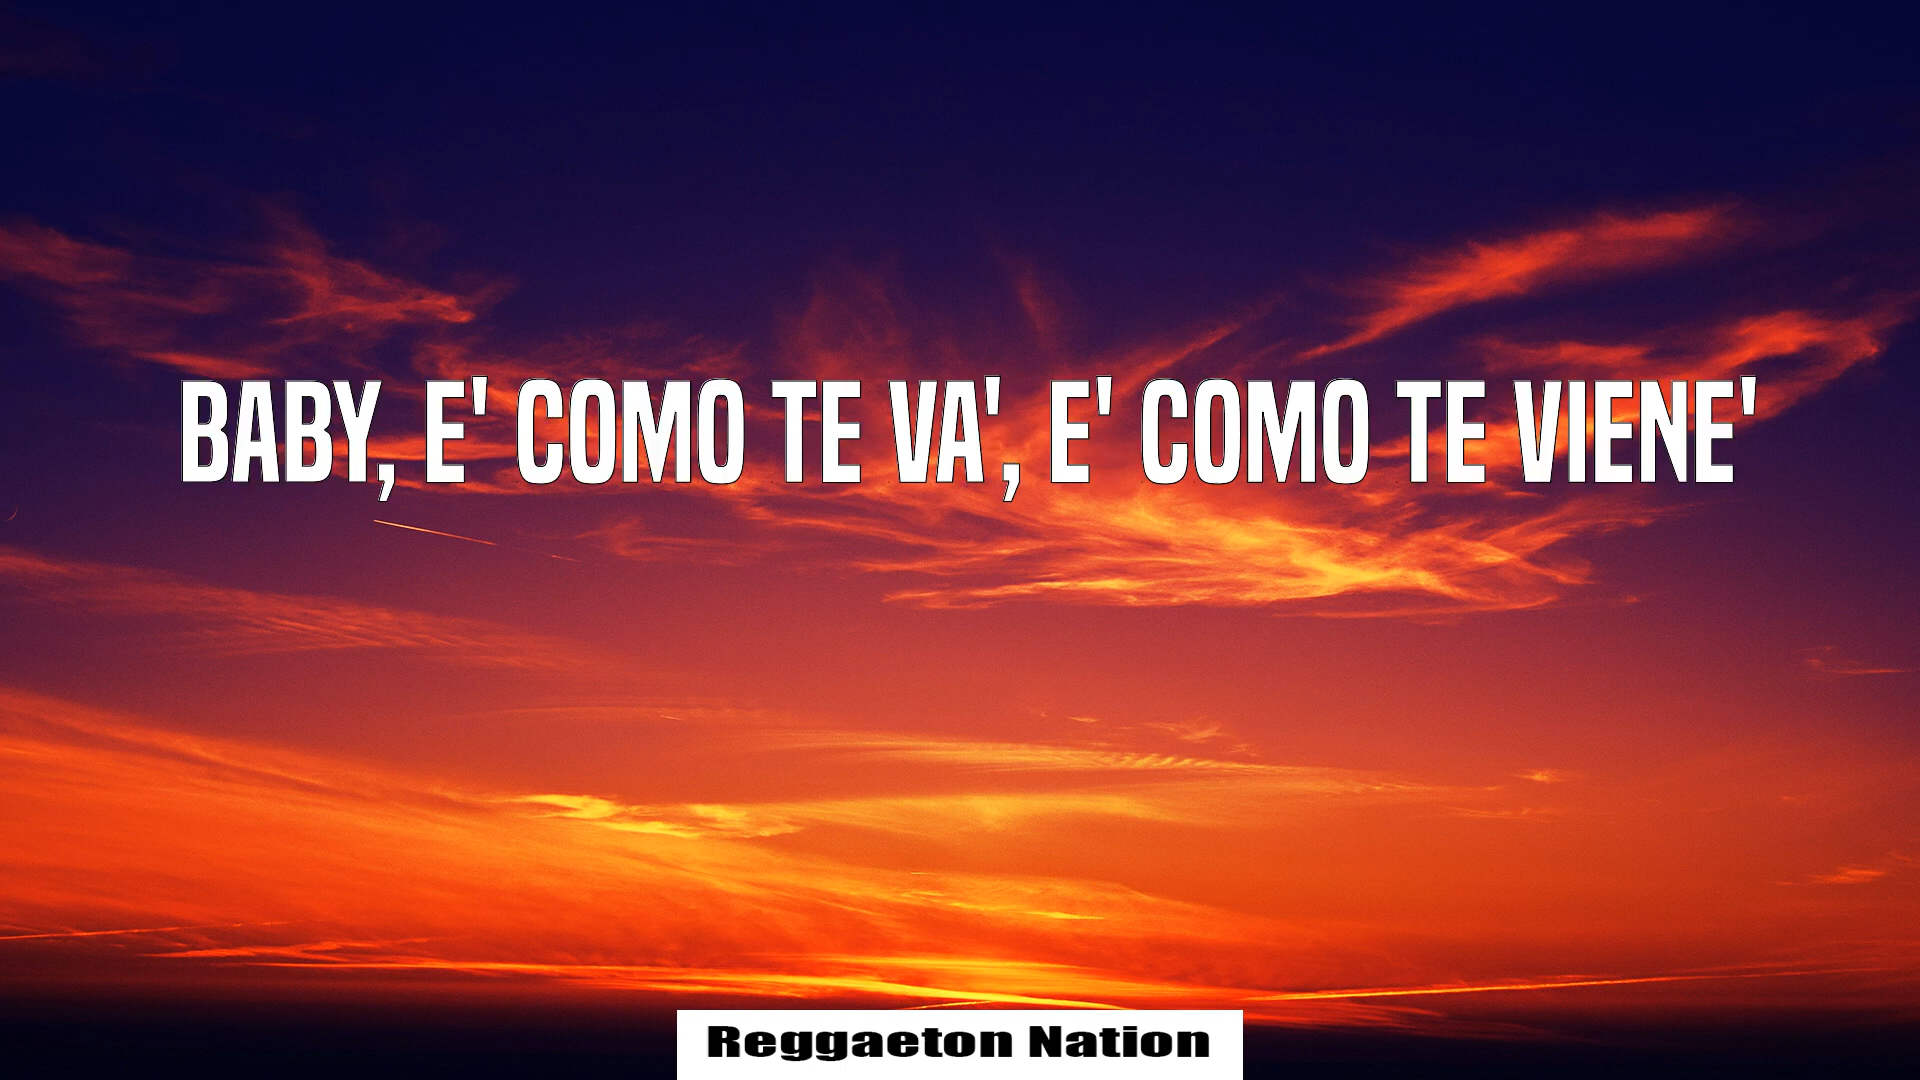 BABY, E' COMO TE VA', E' COMO TE VIENE'
Reggaeton Nation